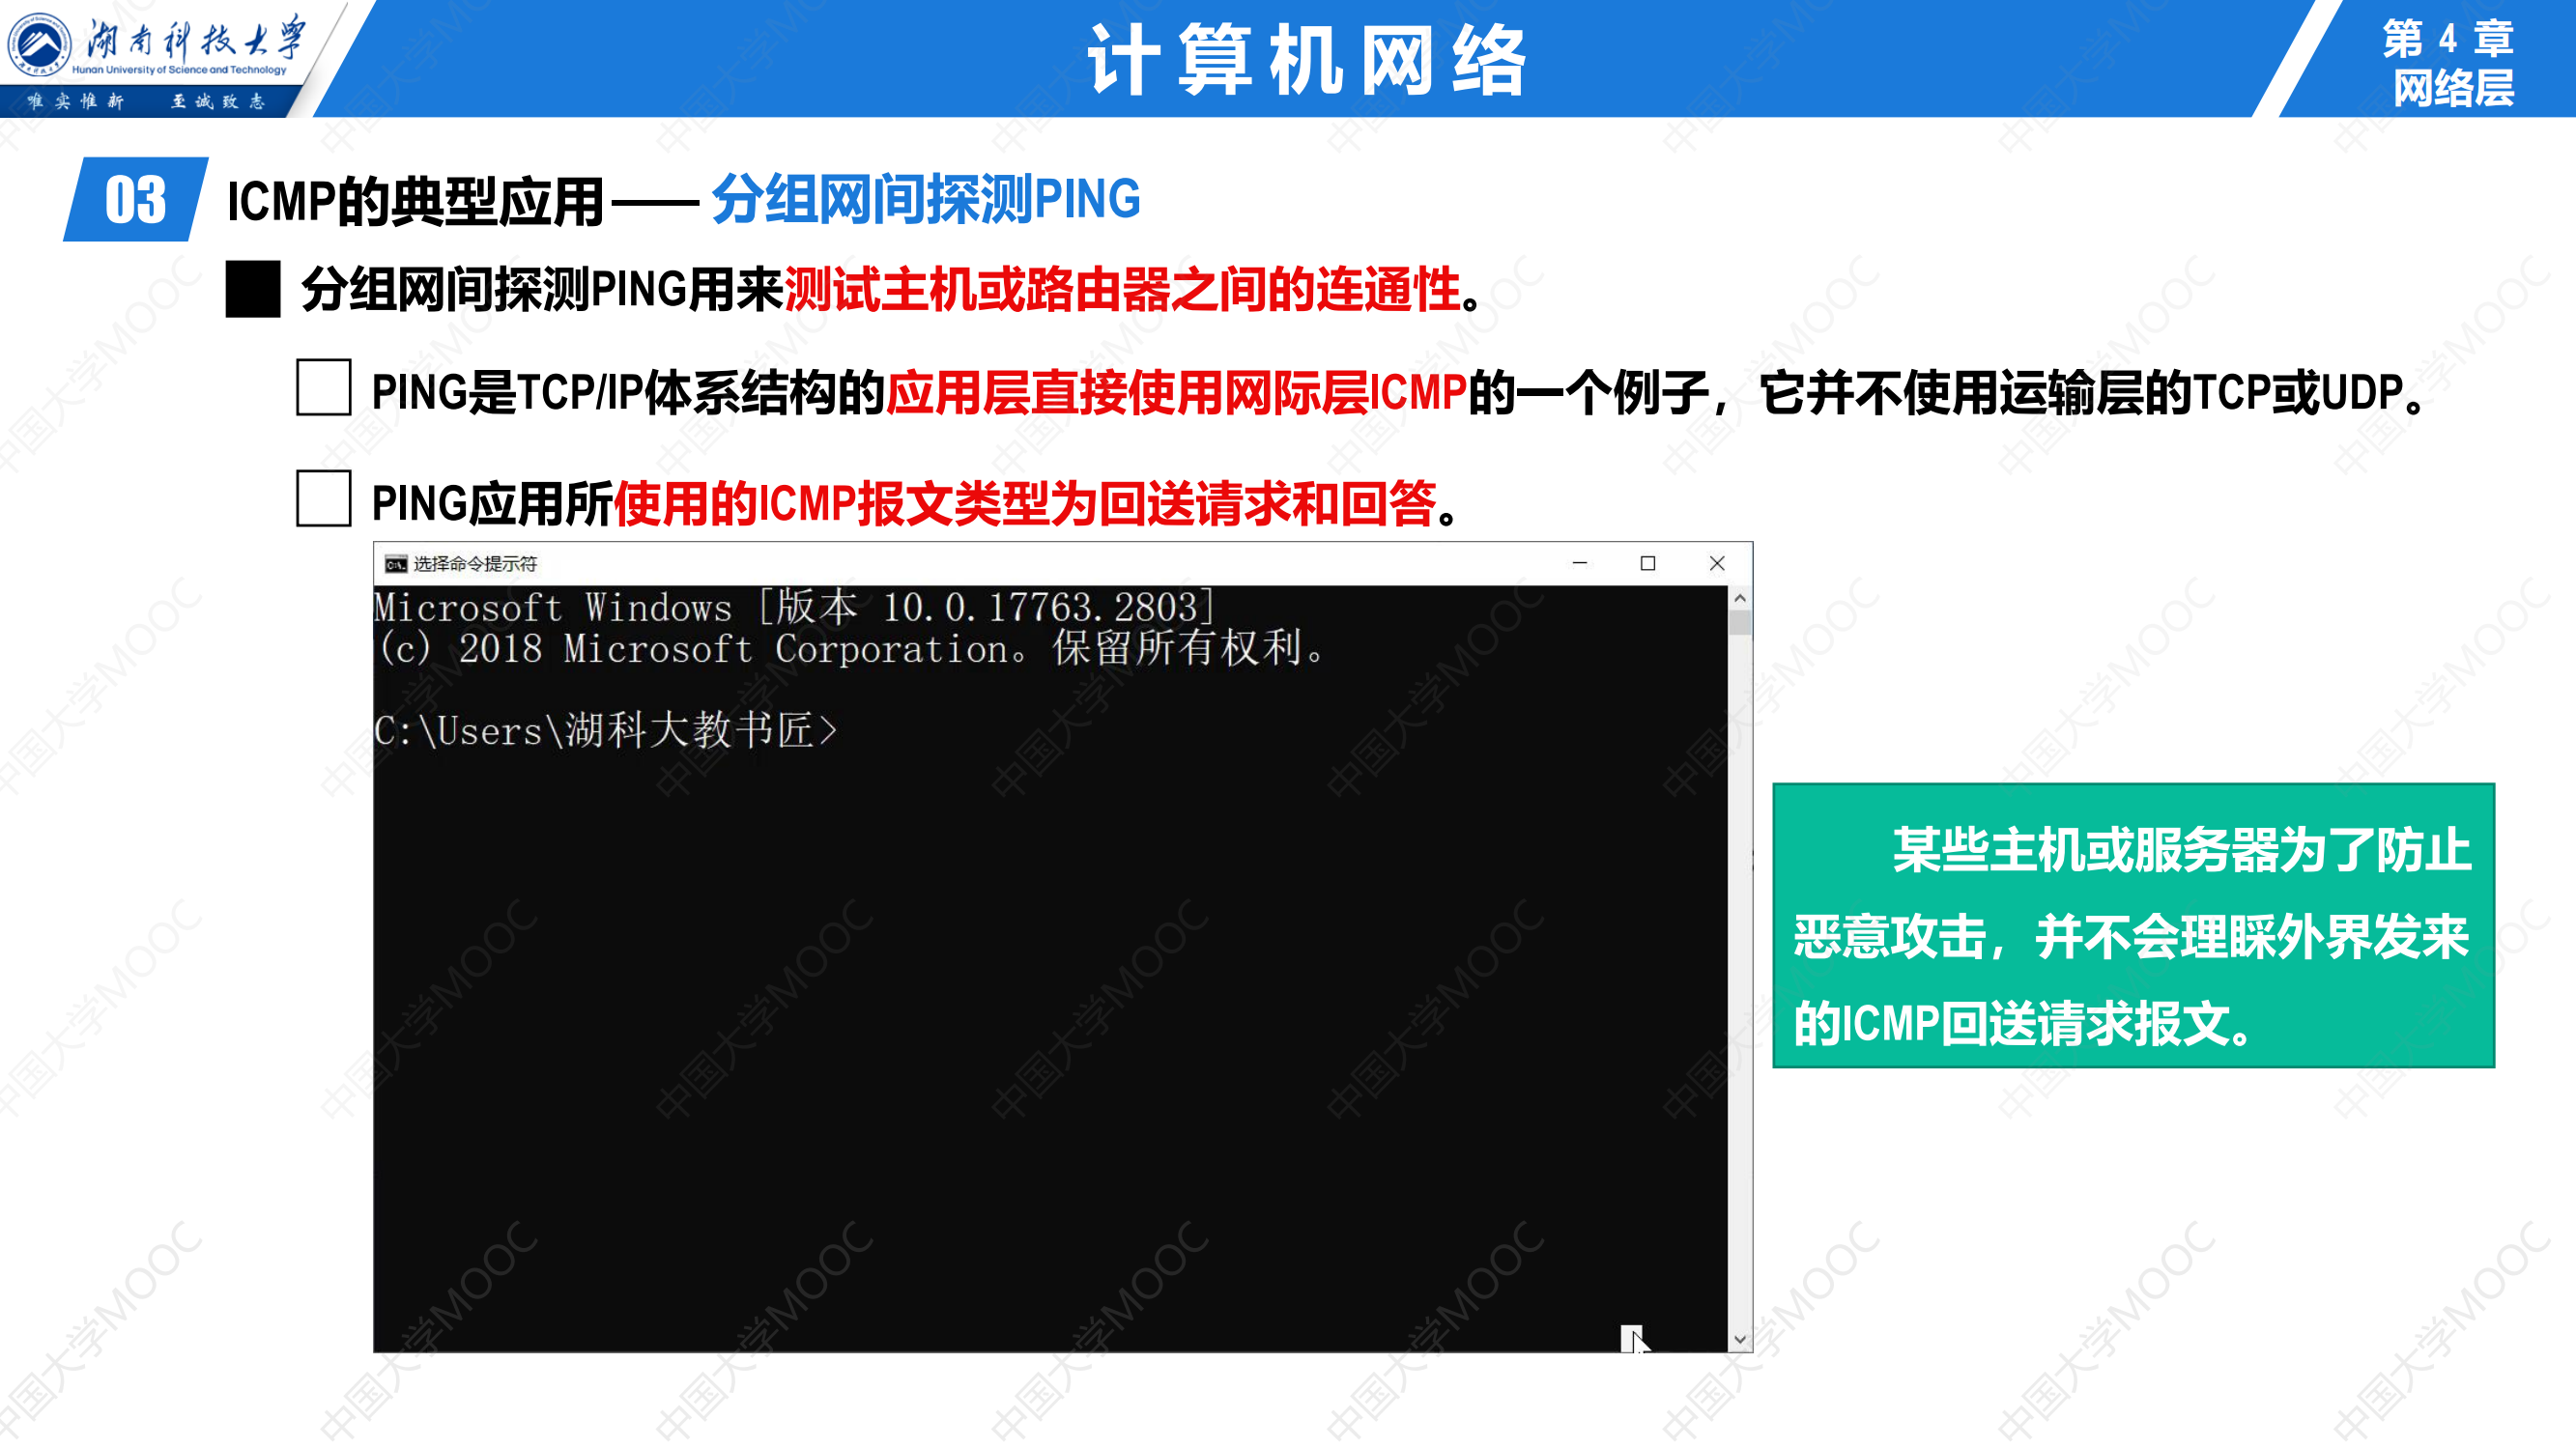 湖南科技大学
Hunan University of Science and Technology
唯实惟新 至诚致志
计算机网络
第 4 章
网络层
03
ICMP的典型应用——分组网间探测PING
分组网间探测PING用来测试主机或路由器之间的连通性。
PING是TCP/IP体系结构的应用层直接使用网际层ICMP的一个例子，它并不使用运输层的TCP或UDP。
PING应用所使用的ICMP报文类型为回送请求和回答。
选择命令提示符
Microsoft Windows [版本 10.0.17763.2803]
(c) 2018 Microsoft Corporation。保留所有权利。
C:\Users\湖科大教书匠>
某些主机或服务器为了防止
恶意攻击，并不会理睬外界发来
的ICMP回送请求报文。
中国大学MOOC